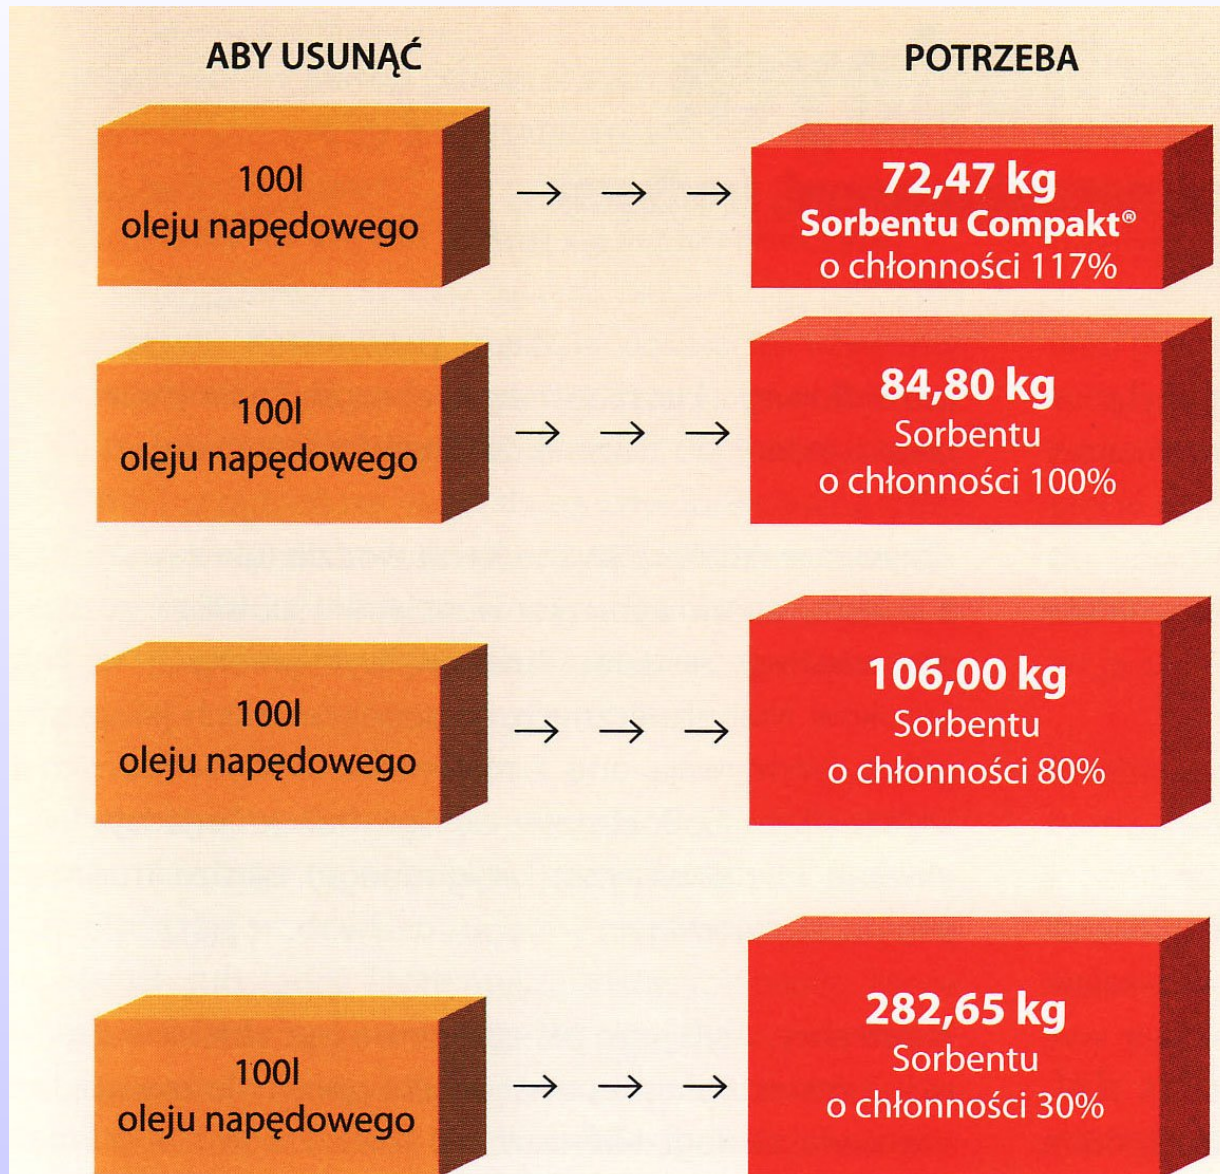 ABY USUNĄĆ
POTRZEBA
100l
oleju napędowego
→ → →
72,47 kg
Sorbentu Compakt®
o chłonności 117%
100l
oleju napędowego
→ → →
84,80 kg
Sorbentu
o chłonności 100%
100l
oleju napędowego
→ → →
106,00 kg
Sorbentu
o chłonności 80%
100l
oleju napędowego
→ → →
282,65 kg
Sorbentu
o chłonności 30%